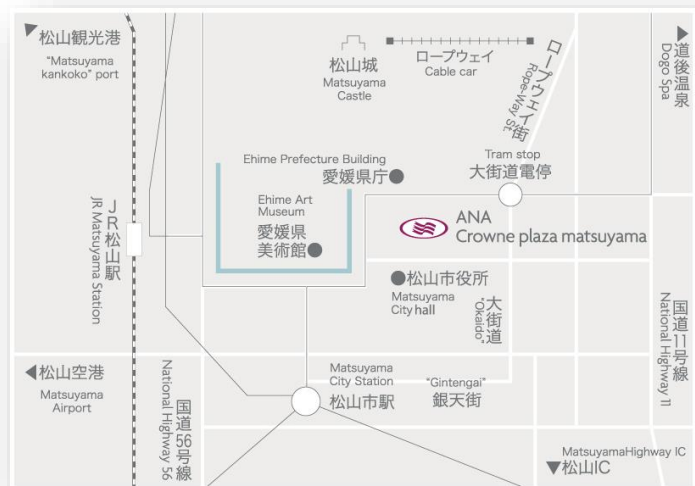 松山観光港
"Matsuyama
kankoko" port
松山城
Matsuyama
Castle
ロープウェイ
Cable car
ロープウェイ街
Rope-Way St.
道後温泉
Dogo Spa
Ehime Prefecture Building
愛媛県庁
Tram stop
大街道電停
Ehime Art
Museum
愛媛県
美術館
ANA
Crowne plaza matsuyama
JR松山駅
JR Matsuyama Station
松山市役所
Matsuyama
City hall
大街道
"Okaido"
国道11号線
National Highway 11
松山空港
Matsuyama
Airport
国道56号線
National Highway 56
Matsuyama
City Station
松山市駅
"Gintengai"
銀天街
MatsuyamaHighway IC
松山IC